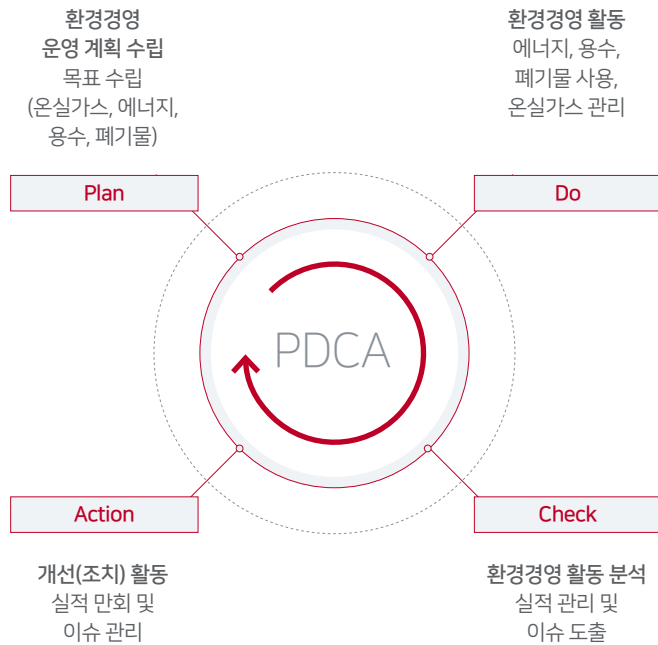 환경경영
운영 계획 수립
목표 수립
(온실가스, 에너지,
용수, 폐기물)
Plan
환경경영 활동
에너지, 용수,
폐기물 사용,
온실가스 관리
Do
PDCA
Action
개선(조치) 활동
실적 만회 및
이슈 관리
Check
환경경영 활동 분석
실적 관리 및
이슈 도출